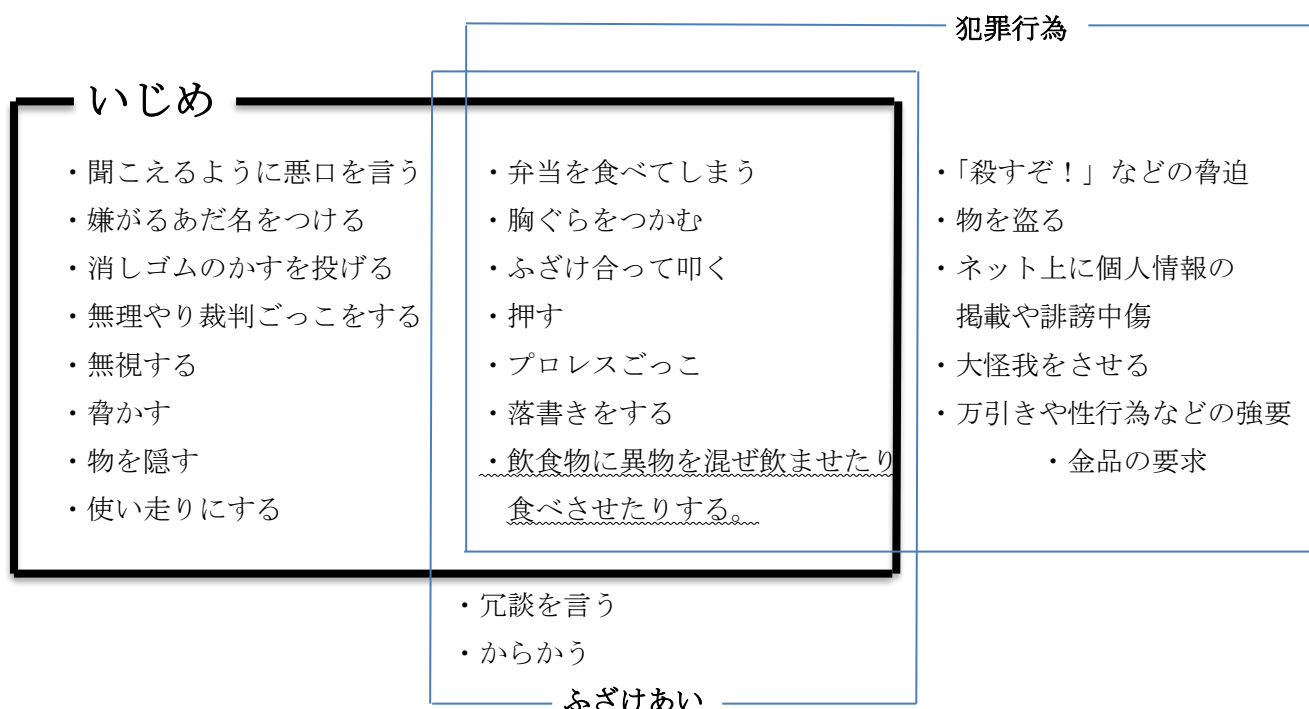 犯罪行為
いじめ
・聞こえるように悪口を言う
・嫌がるあだ名をつける
・消しゴムのかすを投げる
・無理やり裁判ごっこをする
・無視する
・脅かす
・物を隠す
・使い走りにする
・弁当を食べてしまう
・胸ぐらをつかむ
・ふざけ合って叩く
・押す
・プロレスごっこ
・落書きをする
・飲食物に異物を混ぜ飲ませたり
食べさせたりする。
・「殺すぞ！」などの脅迫
・物を盗る
・ネット上に個人情報の
掲載や誹謗中傷
・大怪我をさせる
・万引きや性行為などの強要
・金品の要求
・冗談を言う
・からかう
ふざけあい